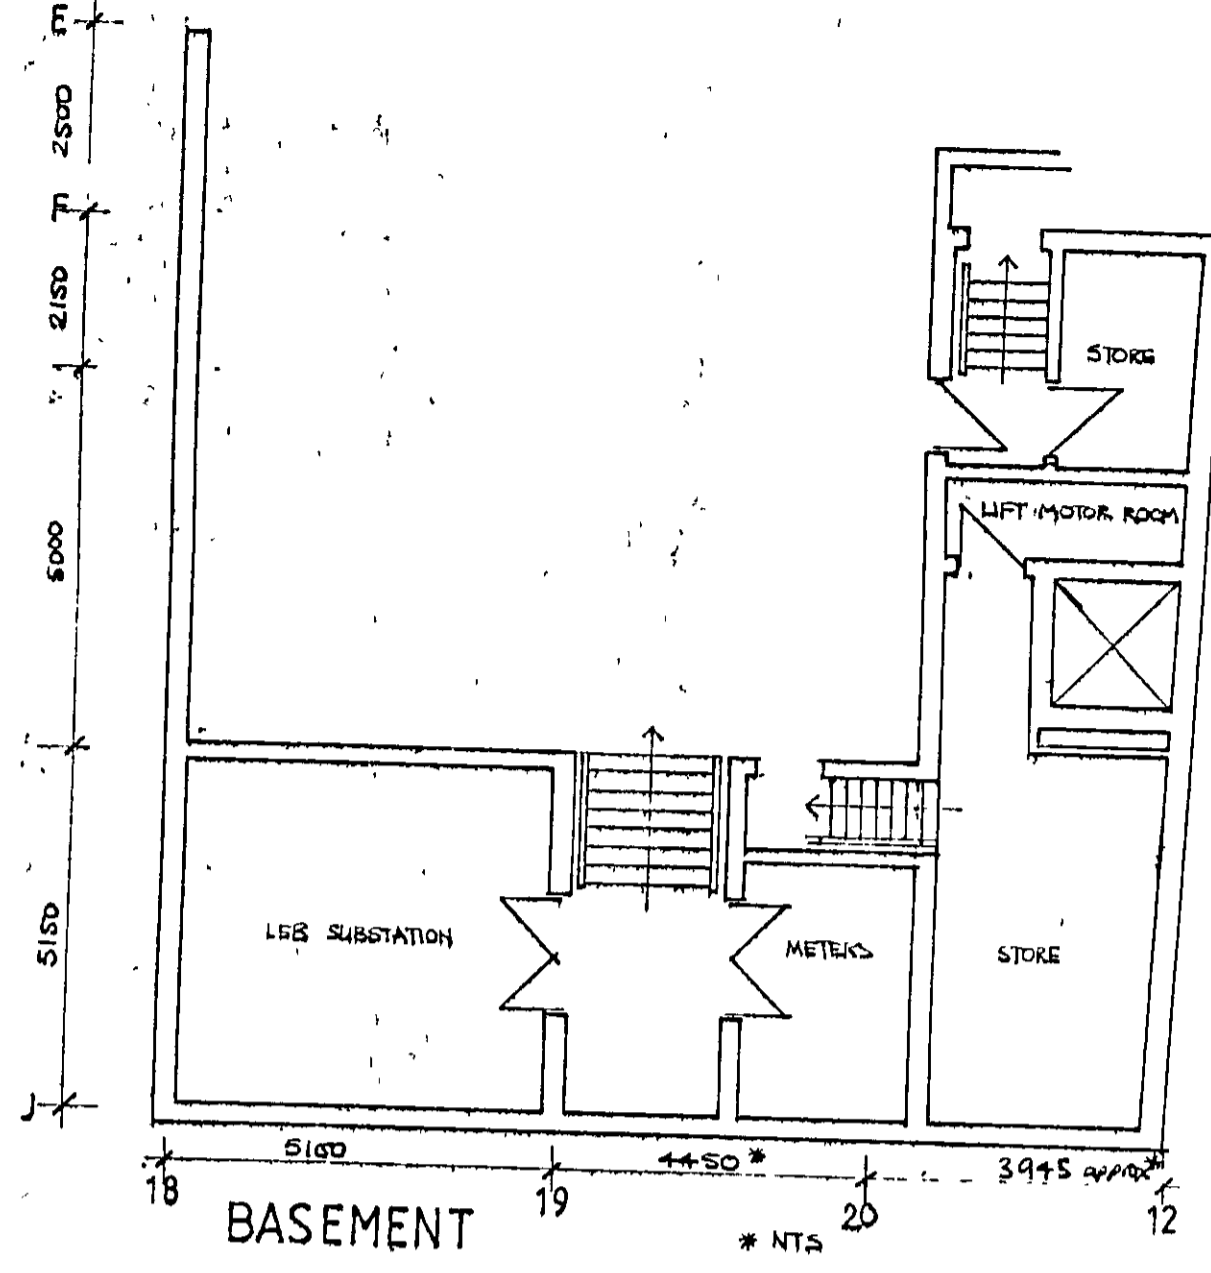 E
2500
F
2150
STORE
5000
LIFT MOTOR ROOM
5150
LEB SUBSTATION
METERS
STORE
J
5100
4450 *
3945 approx *
18
19
20
12
BASEMENT
* NTS